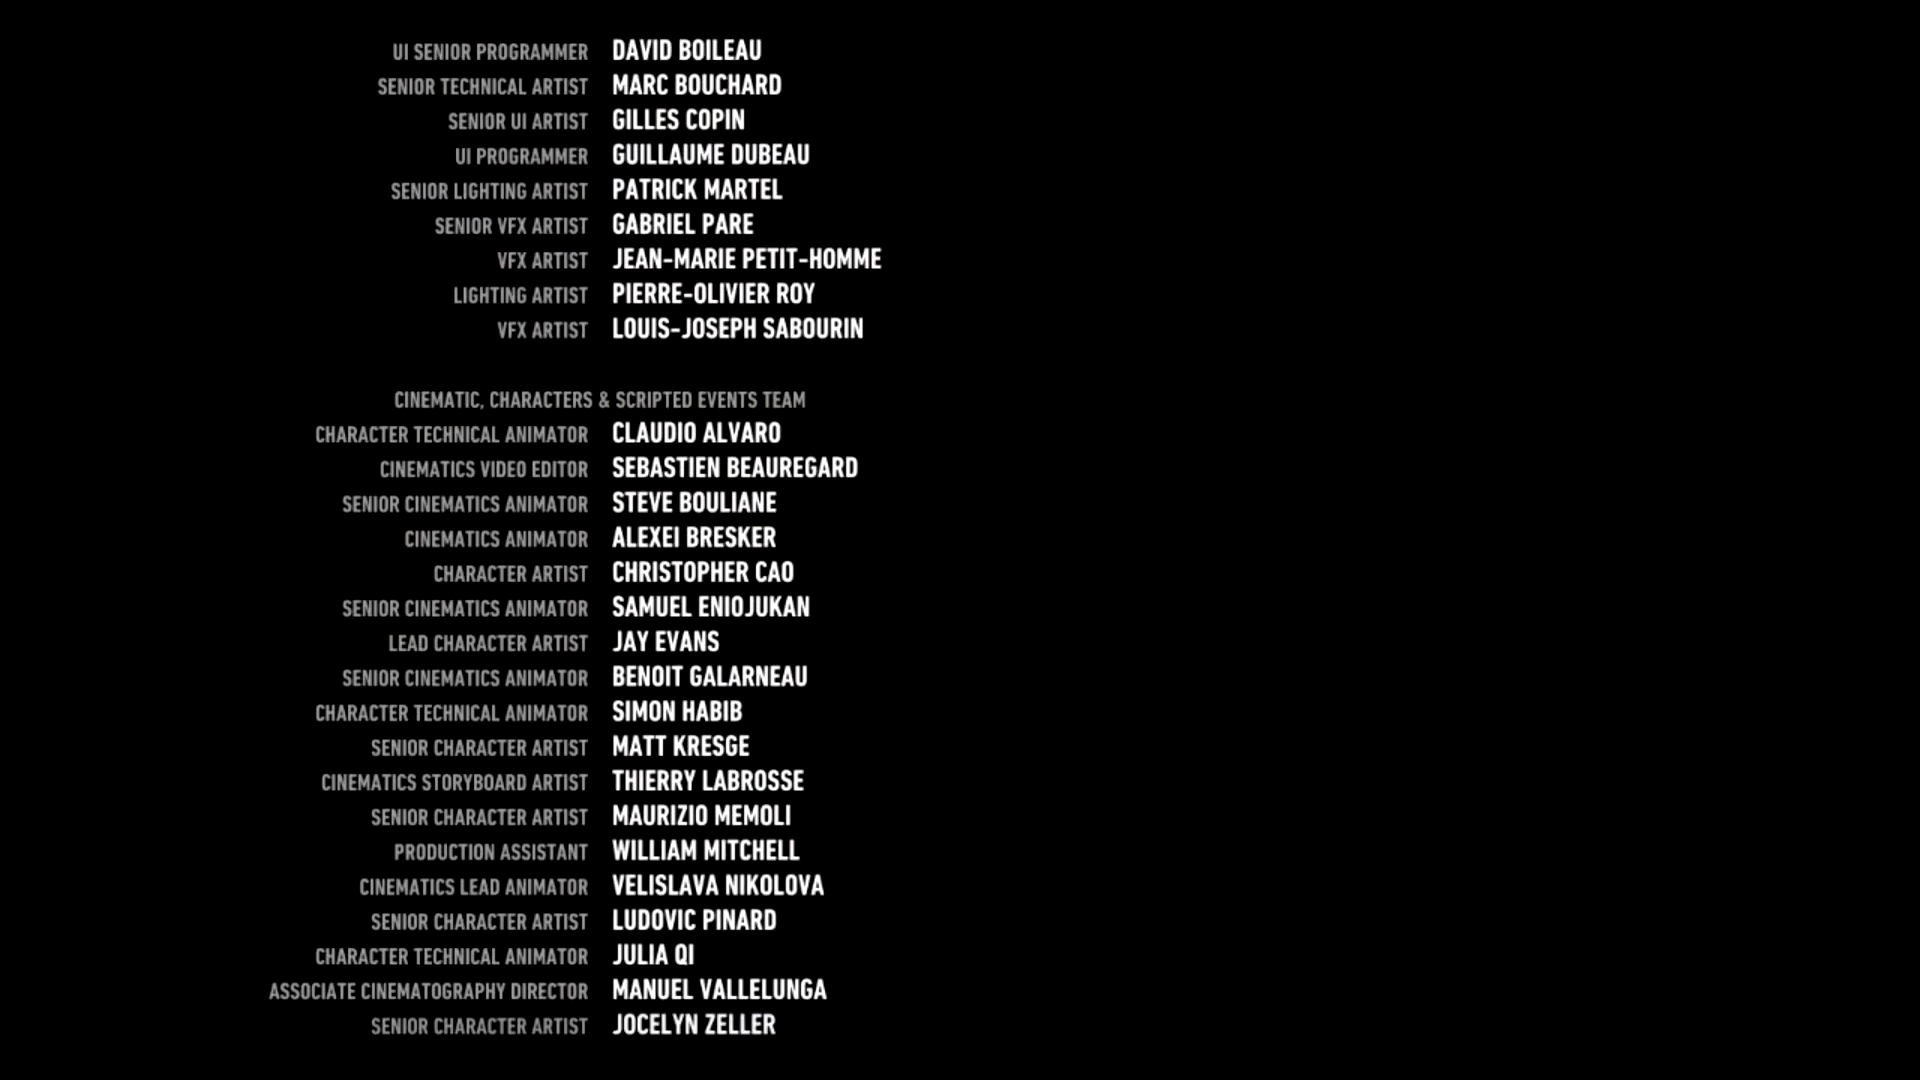 UI SENIOR PROGRAMMER DAVID BOILEAU
SENIOR TECHNICAL ARTIST MARC BOUCHARD
SENIOR UI ARTIST GILLES COPIN
UI PROGRAMMER GUILLAUME DUBEAU
SENIOR LIGHTING ARTIST PATRICK MARTEL
SENIOR VFX ARTIST GABRIEL PARE
VFX ARTIST JEAN-MARIE PETIT-HOMME
LIGHTING ARTIST PIERRE-OLIVIER ROY
VFX ARTIST LOUIS-JOSEPH SABOURIN
CINEMATIC, CHARACTERS & SCRIPTED EVENTS TEAM
CHARACTER TECHNICAL ANIMATOR CLAUDIO ALVARO
CINEMATICS VIDEO EDITOR SEBASTIEN BEAUREGARD
SENIOR CINEMATICS ANIMATOR STEVE BOULIANE
CINEMATICS ANIMATOR ALEXEI BRESKER
CHARACTER ARTIST CHRISTOPHER CAO
SENIOR CINEMATICS ANIMATOR SAMUEL ENIOJUKAN
LEAD CHARACTER ARTIST JAY EVANS
SENIOR CINEMATICS ANIMATOR BENOIT GALARNEAU
CHARACTER TECHNICAL ANIMATOR SIMON HABIB
SENIOR CHARACTER ARTIST MATT KRESGE
CINEMATICS STORYBOARD ARTIST THIERRY LABROSSE
SENIOR CHARACTER ARTIST MAURIZIO MEMOLI
PRODUCTION ASSISTANT WILLIAM MITCHELL
CINEMATICS LEAD ANIMATOR VELISLAVA NIKOLOVA
SENIOR CHARACTER ARTIST LUDOVIC PINARD
CHARACTER TECHNICAL ANIMATOR JULIA QI
ASSOCIATE CINEMATOGRAPHY DIRECTOR MANUEL VALLELUNGA
SENIOR CHARACTER ARTIST JOCELYN ZELLER